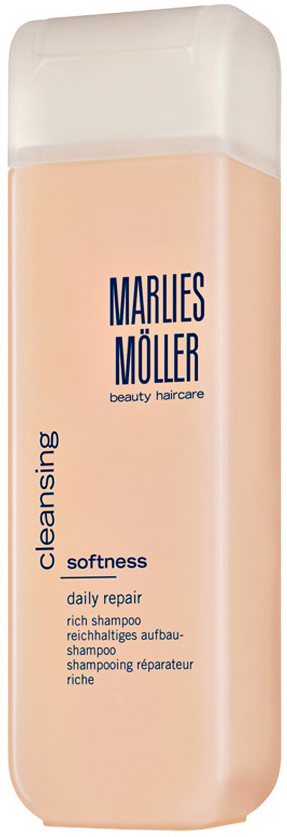 MARLIES
MÖLLER
beauty haircare
cleansing
softness
daily repair
rich shampoo
reichhaltiges aufbau-
shampoo
shampooing réparateur
riche